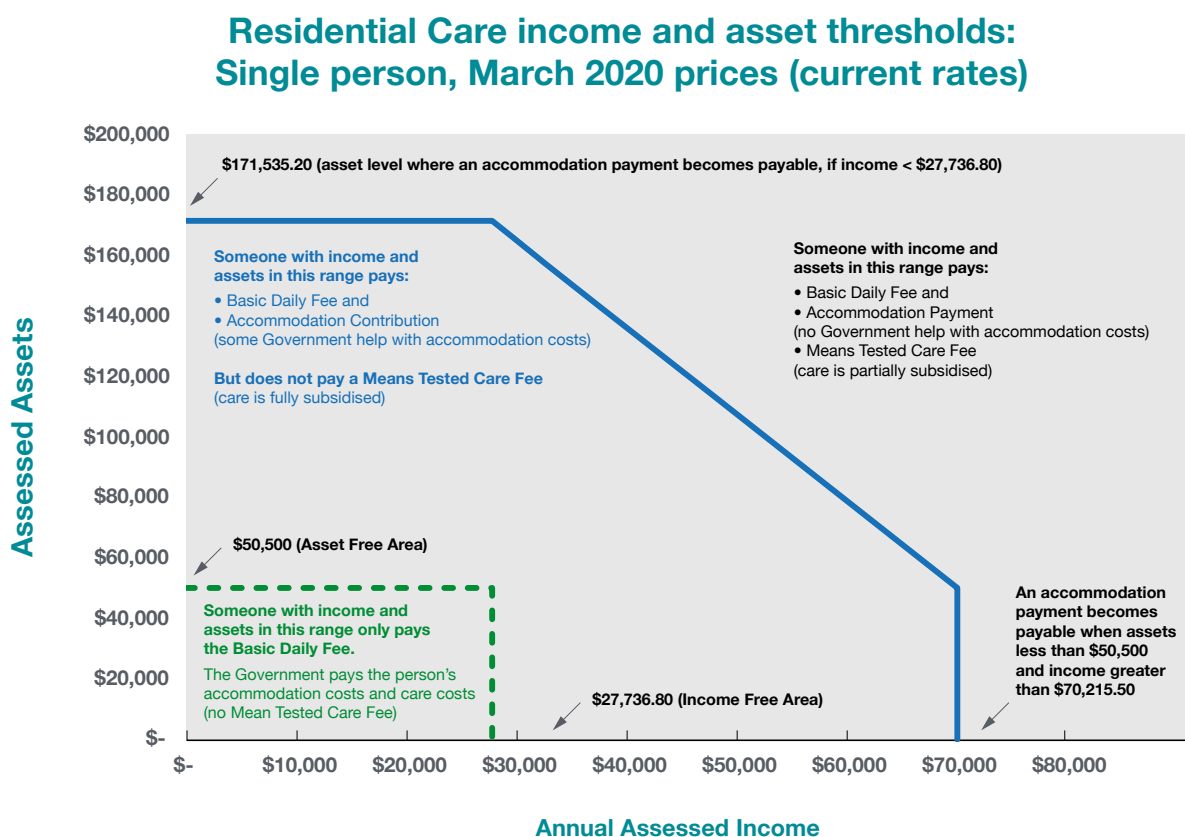 Residential Care income and asset thresholds:
Single person, March 2020 prices (current rates)
Assessed Assets
$200,000
$180,000
$160,000
$140,000
$120,000
$100,000
$80,000
$60,000
$40,000
$20,000
$-
$171,535.20 (asset level where an accommodation payment becomes payable, if income < $27,736.80)
Someone with income and
assets in this range pays:
• Basic Daily Fee and
• Accommodation Contribution
(some Government help with accommodation costs)
But does not pay a Means Tested Care Fee
(care is fully subsidised)
Someone with income and
assets in this range pays:
• Basic Daily Fee and
• Accommodation Payment
(no Government help with accommodation costs)
• Means Tested Care Fee
(care is partially subsidised)
$50,500 (Asset Free Area)
Someone with income and
assets in this range only pays
the Basic Daily Fee.
The Government pays the person's
accommodation costs and care costs
(no Mean Tested Care Fee)
$27,736.80 (Income Free Area)
An accommodation
payment becomes
payable when assets
less than $50,500
and income greater
than $70,215.50
$-
$10,000
$20,000
$30,000
$40,000
$50,000
$60,000
$70,000
$80,000
Annual Assessed Income